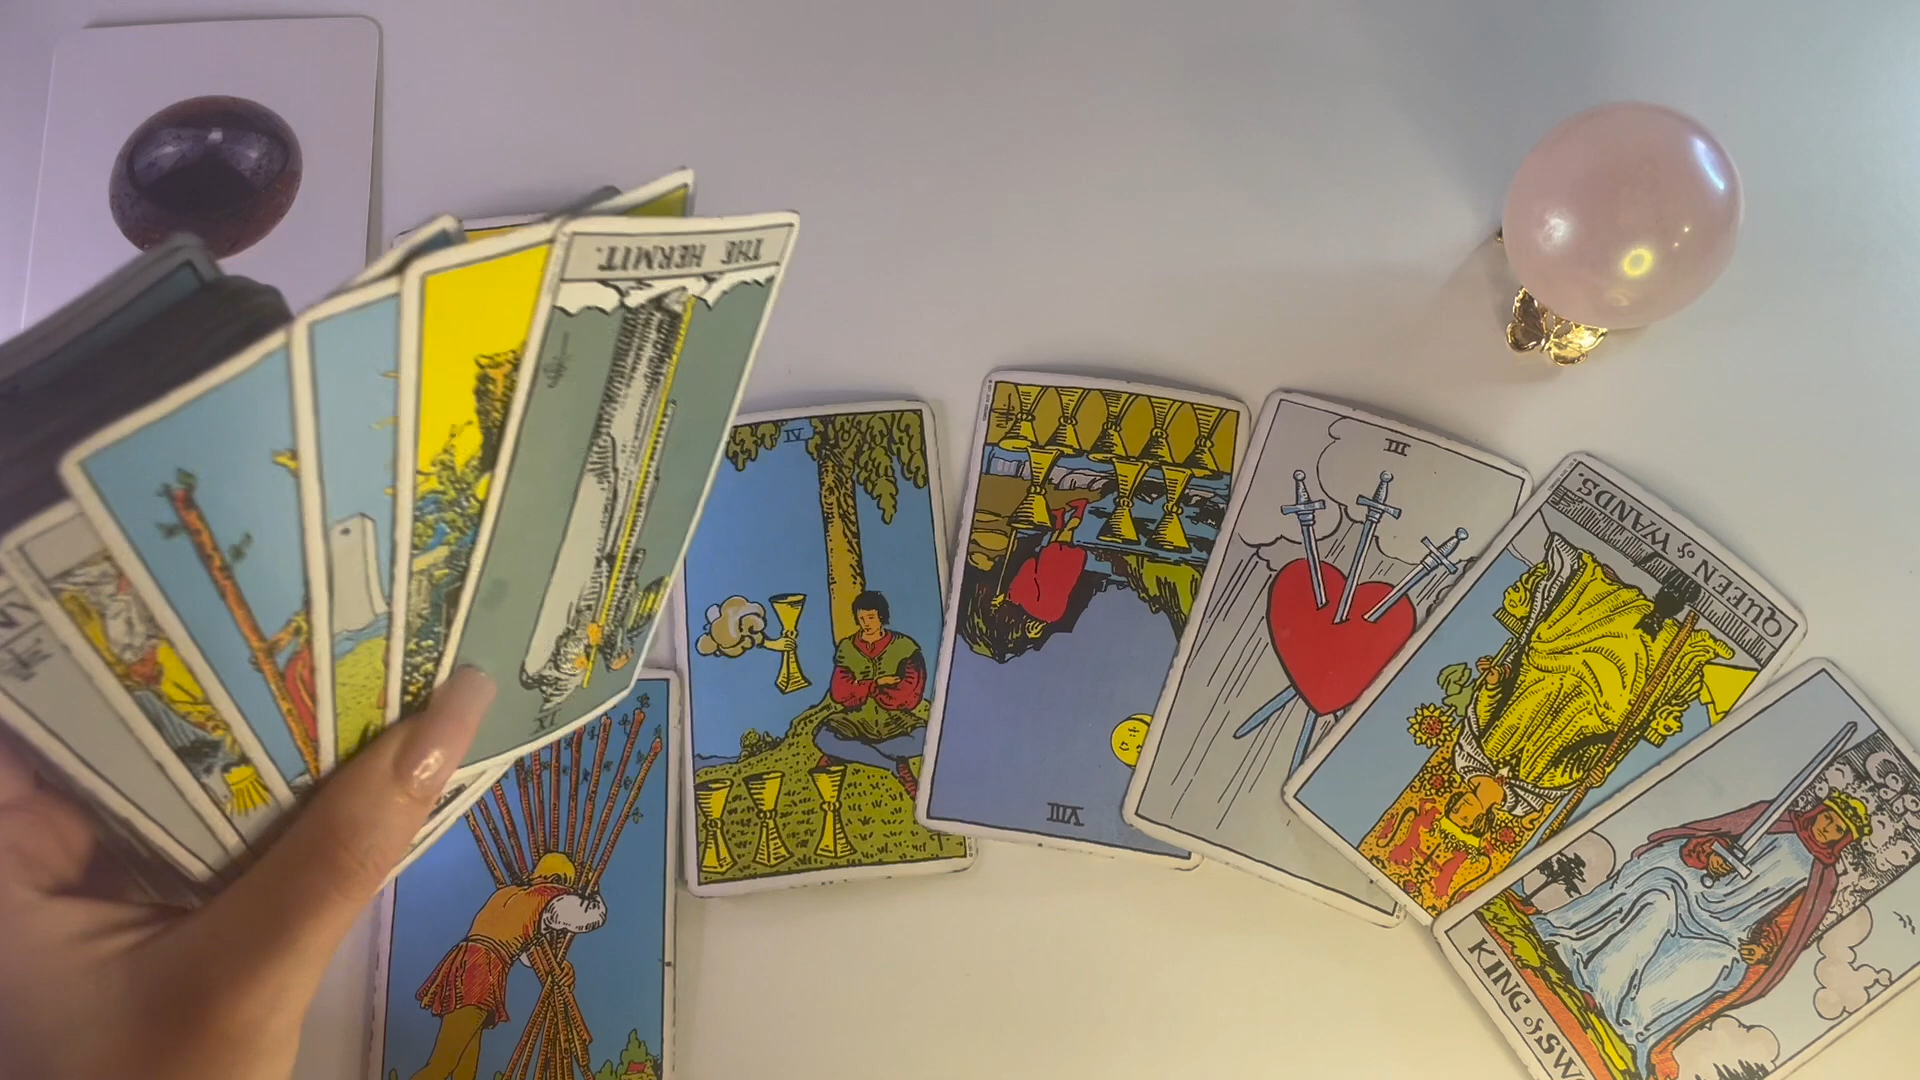 THE HERMIT.
IX
IV
VIII
III
QUEEN of WANDS.
KING of SW